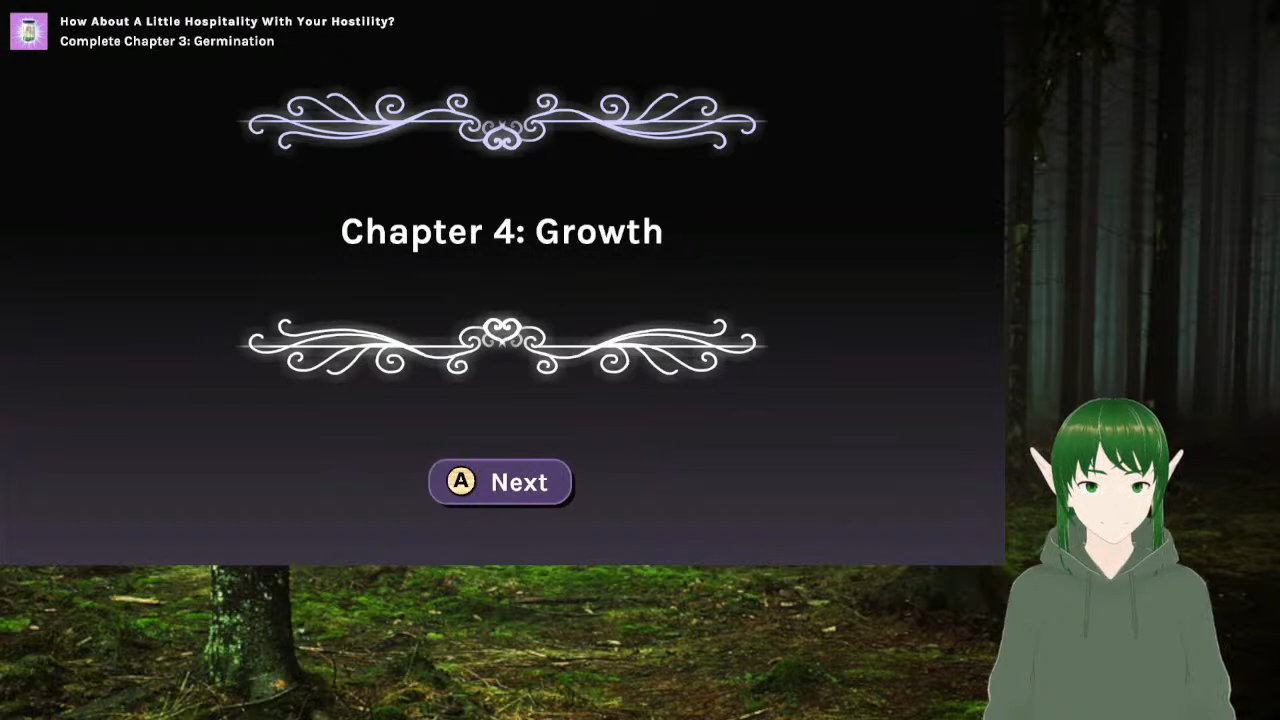 How About A Little Hospitality With Your Hostility?
Complete Chapter 3: Germination
Chapter 4: Growth
A Next